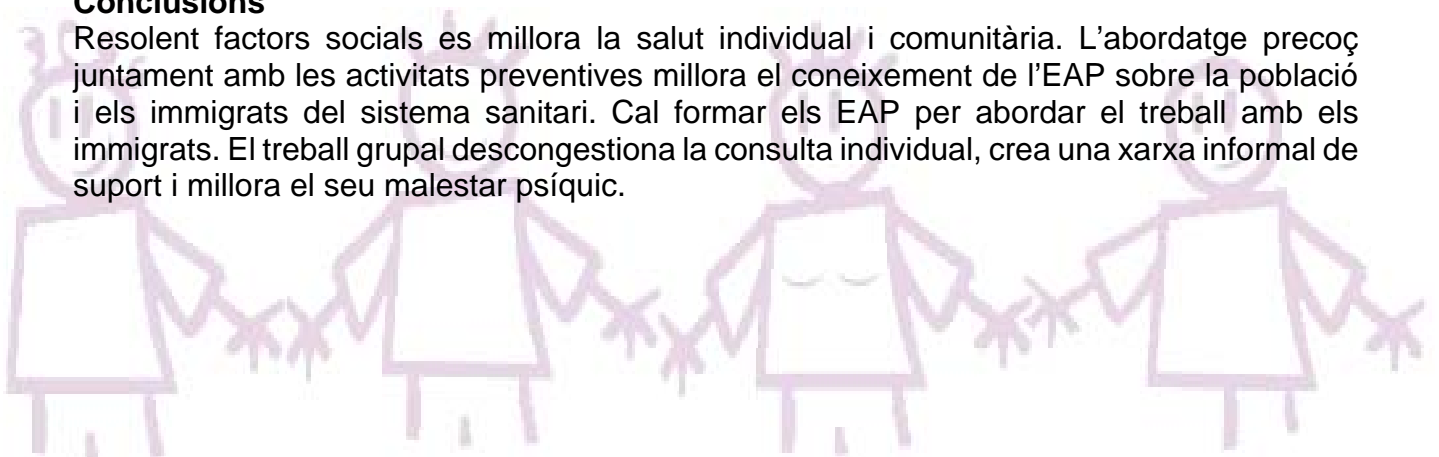 Conclusions
Resolent factors socials es millora la salut individual i comunitària. L’abordatge precoç
juntament amb les activitats preventives millora el coneixement de l’EAP sobre la població
i els immigrats del sistema sanitari. Cal formar els EAP per abordar el treball amb els
immigrats. El treball grupal descongestiona la consulta individual, crea una xarxa informal de
suport i millora el seu malestar psíquic.